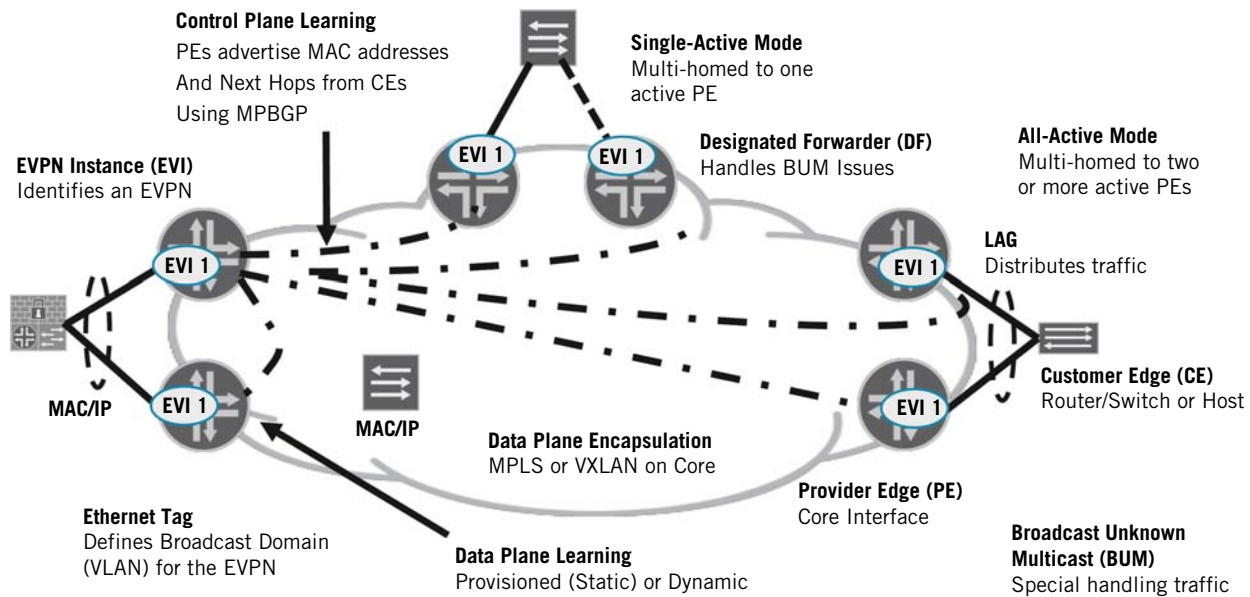 Control Plane Learning
PEs advertise MAC addresses
And Next Hops from CEs
Using MPBGP
Single-Active Mode
Multi-homed to one
active PE
EVPN Instance (EVI)
Identifies an EVPN
EVI 1
EVI 1
Designated Forwarder (DF)
Handles BUM Issues
All-Active Mode
Multi-homed to two
or more active PEs
EVI 1
EVI 1
LAG
Distributes traffic
MAC/IP
EVI 1
MAC/IP
EVI 1
Customer Edge (CE)
Router/Switch or Host
Data Plane Encapsulation
MPLS or VXLAN on Core
Provider Edge (PE)
Core Interface
Ethernet Tag
Defines Broadcast Domain
(VLAN) for the EVPN
Data Plane Learning
Provisioned (Static) or Dynamic
Broadcast Unknown
Multicast (BUM)
Special handling traffic